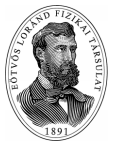 EÖTVÖS LORÁND FIZIKAI TÁRSULAT
1891